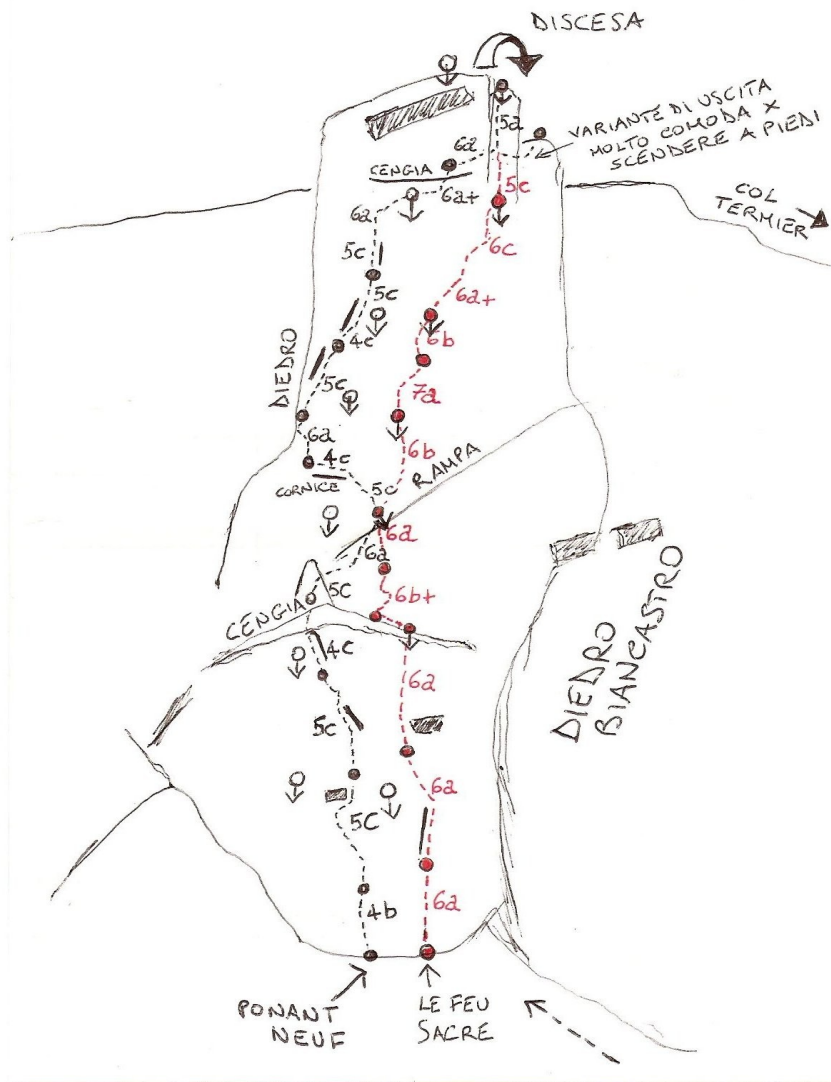 DISCESA
5a
VARIANTE DI USCITA
MOLTO COMODA X
SCENDERE A PIEDI
6a
CENGIA
6a+
5c
COL
TERMIER
6a
6c
5c
5c
6a+
4c
6b
DIEDRO
5c
7a
6a
4c
6b
RAMPA
CORNICE
5c
6a
6a
5c
6b+
CENGIA
4c
6a
DIEDRO
BIANCASTRO
5c
6a
5c
4b
6a
PONANT
NEUF
LE FEU
SACRE